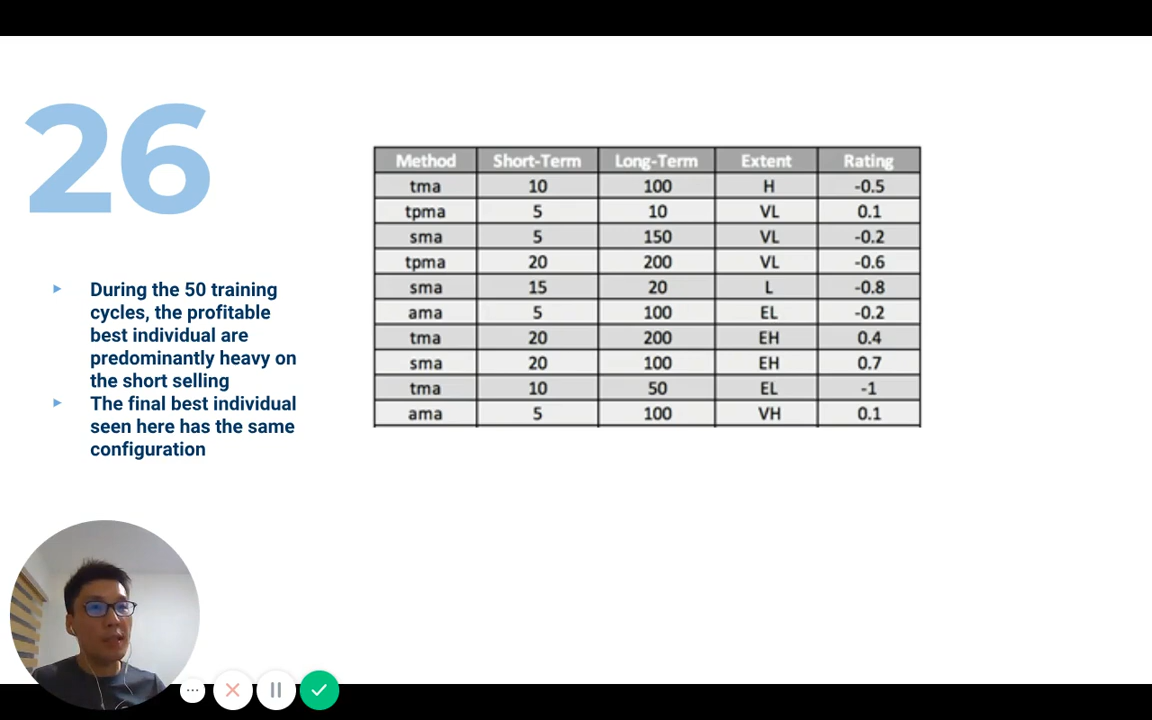 26
During the 50 training
cycles, the profitable
best individual are
predominantly heavy on
the short selling
The final best individual
seen here has the same
configuration
Method Short-Term Long-Term Extent Rating
tma 10 100 H -0.5
tpma 5 10 VL 0.1
sma 5 150 VL -0.2
tpma 20 200 VL -0.6
sma 15 20 L -0.8
ama 5 100 EL -0.2
tma 20 200 EH 0.4
sma 20 100 EH 0.7
tma 10 50 EL -1
ama 5 100 VH 0.1